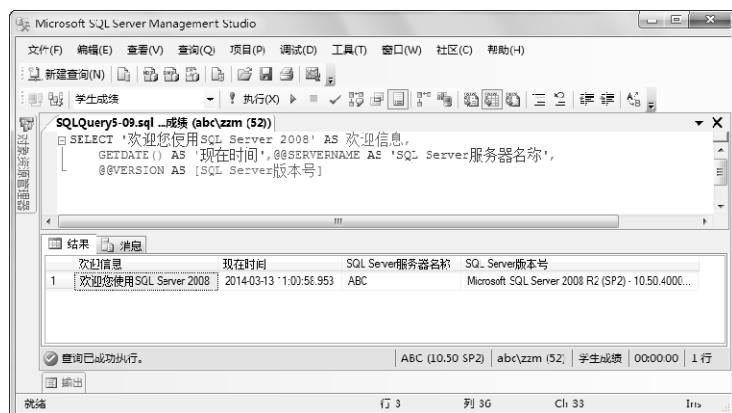 Microsoft SQL Server Management Studio
文件(F) 编辑(E) 查看(V) 查询(Q) 项目(P) 调试(D) 工具(T) 窗口(W) 社区(C) 帮助(H)
新建查询(N)
学生成绩 执行(X)
SQLQuery5-09.sql ...成绩 (abc\zzm (52))
SELECT '欢迎您使用SQL Server 2008' AS 欢迎信息,
GETDATE() AS '现在时间',@@SERVERNAME AS 'SQL Server服务器名称',
@@VERSION AS [SQL Server版本号]
对象资源管理器
结果 消息
欢迎信息 现在时间 SQL Server服务器名称 SQL Server版本号
1 欢迎您使用SQL Server 2008 2014-03-13 11:00:58.953 ABC Microsoft SQL Server 2008 R2 (SP2) - 10.50.4000...
查询已成功执行。 ABC (10.50 SP2) abc\zzm (52) 学生成绩 00:00:00 1 行
输出
就绪 行 3 列 36 Ch 33 Ins